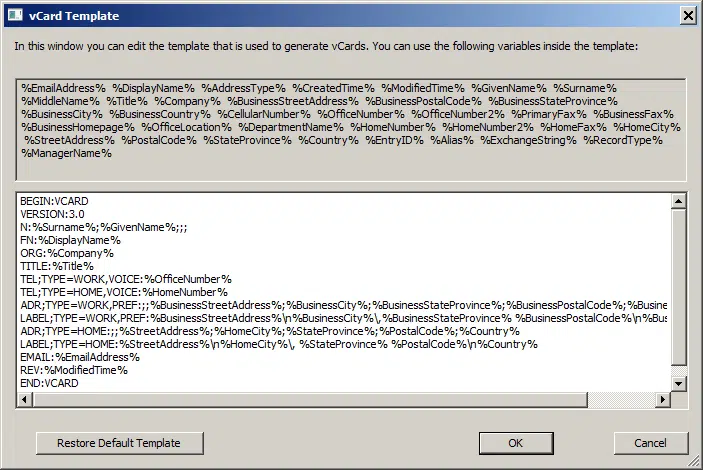 vCard Template
In this window you can edit the template that is used to generate vCards. You can use the following variables inside the template:
%EmailAddress% %DisplayName% %AddressType% %CreatedTime% %ModifiedTime% %GivenName% %Surname%
%MiddleName% %Title% %Company% %BusinessStreetAddress% %BusinessPostalCode% %BusinessStateProvince%
%BusinessCity% %BusinessCountry% %CellularNumber% %OfficeNumber% %OfficeNumber2% %PrimaryFax% %BusinessFax%
%BusinessHomepage% %OfficeLocation% %DepartmentName% %HomeNumber% %HomeNumber2% %HomeFax% %HomeCity%
%StreetAddress% %PostalCode% %StateProvince% %Country% %EntryID% %Alias% %ExchangeString% %RecordType%
%ManagerName%
BEGIN:VCARD
VERSION:3.0
N:%Surname%;%GivenName%;;;
FN:%DisplayName%
ORG:%Company%
TITLE:%Title%
TEL;TYPE=WORK,VOICE:%OfficeNumber%
TEL;TYPE=HOME,VOICE:%HomeNumber%
ADR;TYPE=WORK,PREF:;;%BusinessStreetAddress%;%BusinessCity%;%BusinessStateProvince%;%BusinessPostalCode%;%Busine
LABEL;TYPE=WORK,PREF:%BusinessStreetAddress%\n%BusinessCity%\,%BusinessStateProvince% %BusinessPostalCode%\n%Bus
ADR;TYPE=HOME:;;%StreetAddress%;%HomeCity%;%StateProvince%;%PostalCode%;%Country%
LABEL;TYPE=HOME:%StreetAddress%\n%HomeCity%\, %StateProvince% %PostalCode%\n%Country%
EMAIL:%EmailAddress%
REV:%ModifiedTime%
END:VCARD
Restore Default Template
OK
Cancel